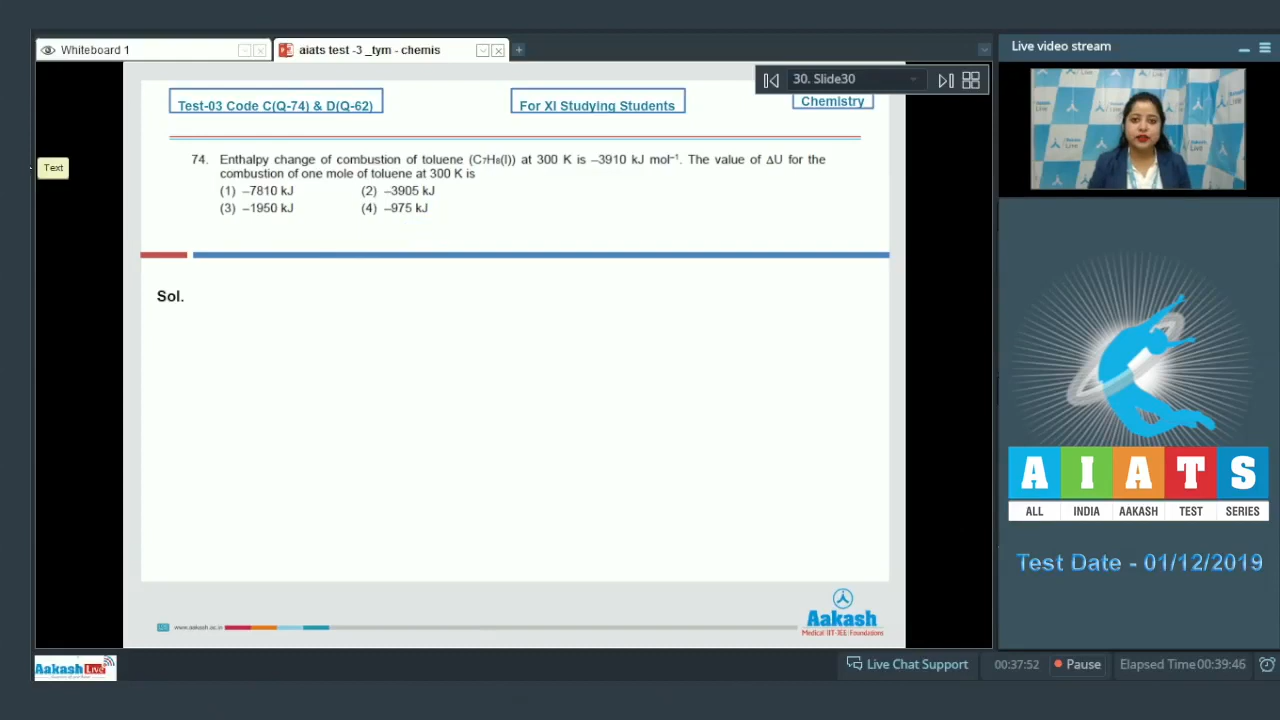 Whiteboard 1
aiats test -3 _tym - chemis
Live video stream
30. Slide30
Test-03 Code C(Q-74) & D(Q-62)
For XI Studying Students
Chemistry
Text
74. Enthalpy change of combustion of toluene (C₇H₈(l)) at 300 K is –3910 kJ mol⁻¹. The value of ΔU for the
combustion of one mole of toluene at 300 K is
(1) –7810 kJ (2) –3905 kJ
(3) –1950 kJ (4) –975 kJ
Sol.
AIATS
ALL INDIA AAKASH TEST SERIES
Test Date - 01/12/2019
Aakash
Medical|IIT-JEE|Foundations
www.aakash.ac.in
Aakash Live
Live Chat Support
00:37:52
Pause
Elapsed Time 00:39:46